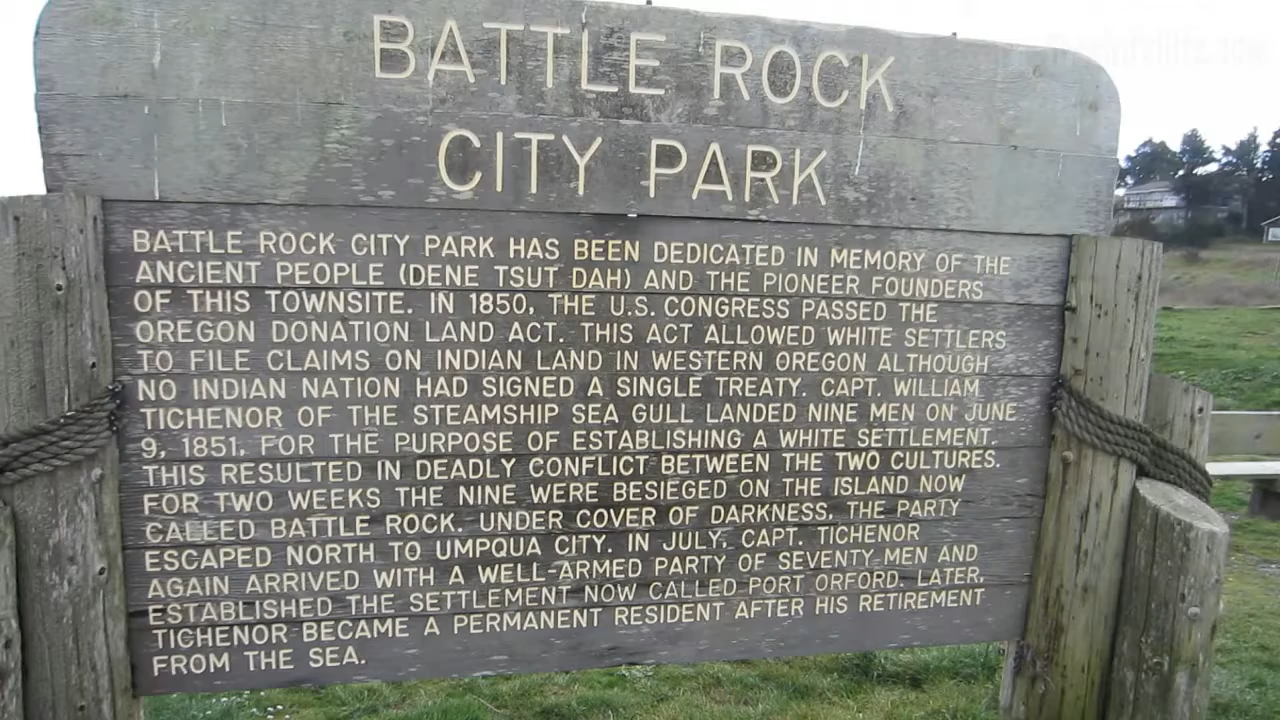 BATTLE ROCK
CITY PARK
BATTLE ROCK CITY PARK HAS BEEN DEDICATED IN MEMORY OF THE
ANCIENT PEOPLE (DENE TSUT DAH) AND THE PIONEER FOUNDERS
OF THIS TOWNSITE. IN 1850, THE U.S. CONGRESS PASSED THE
OREGON DONATION LAND ACT. THIS ACT ALLOWED WHITE SETTLERS
TO FILE CLAIMS ON INDIAN LAND IN WESTERN OREGON ALTHOUGH
NO INDIAN NATION HAD SIGNED A SINGLE TREATY. CAPT. WILLIAM
TICHENOR OF THE STEAMSHIP SEA GULL LANDED NINE MEN ON JUNE
9, 1851, FOR THE PURPOSE OF ESTABLISHING A WHITE SETTLEMENT.
THIS RESULTED IN DEADLY CONFLICT BETWEEN THE TWO CULTURES.
FOR TWO WEEKS THE NINE WERE BESIEGED ON THE ISLAND NOW
CALLED BATTLE ROCK. UNDER COVER OF DARKNESS, THE PARTY
ESCAPED NORTH TO UMPQUA CITY. IN JULY, CAPT. TICHENOR
AGAIN ARRIVED WITH A WELL-ARMED PARTY OF SEVENTY MEN AND
ESTABLISHED THE SETTLEMENT NOW CALLED PORT ORFORD. LATER,
TICHENOR BECAME A PERMANENT RESIDENT AFTER HIS RETIREMENT
FROM THE SEA.